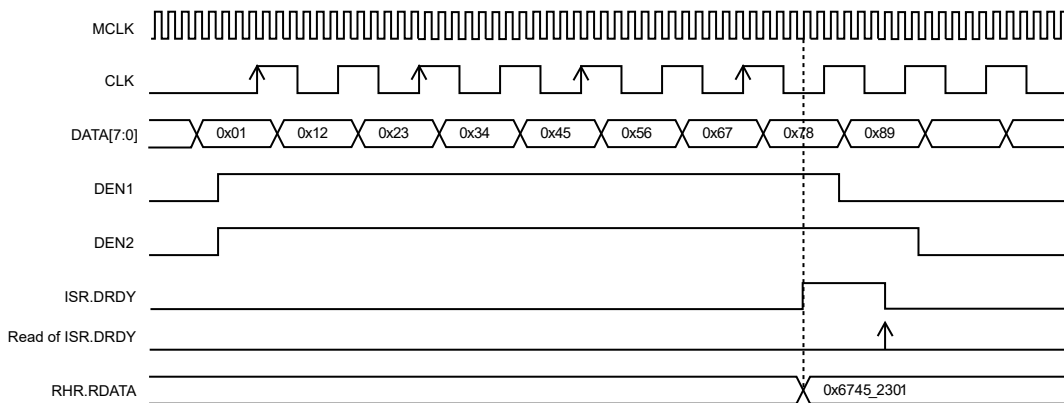 MCLK
CLK
DATA[7:0] 0x01 0x12 0x23 0x34 0x45 0x56 0x67 0x78 0x89
DEN1
DEN2
ISR.DRDY
Read of ISR.DRDY
RHR.RDATA 0x6745_2301